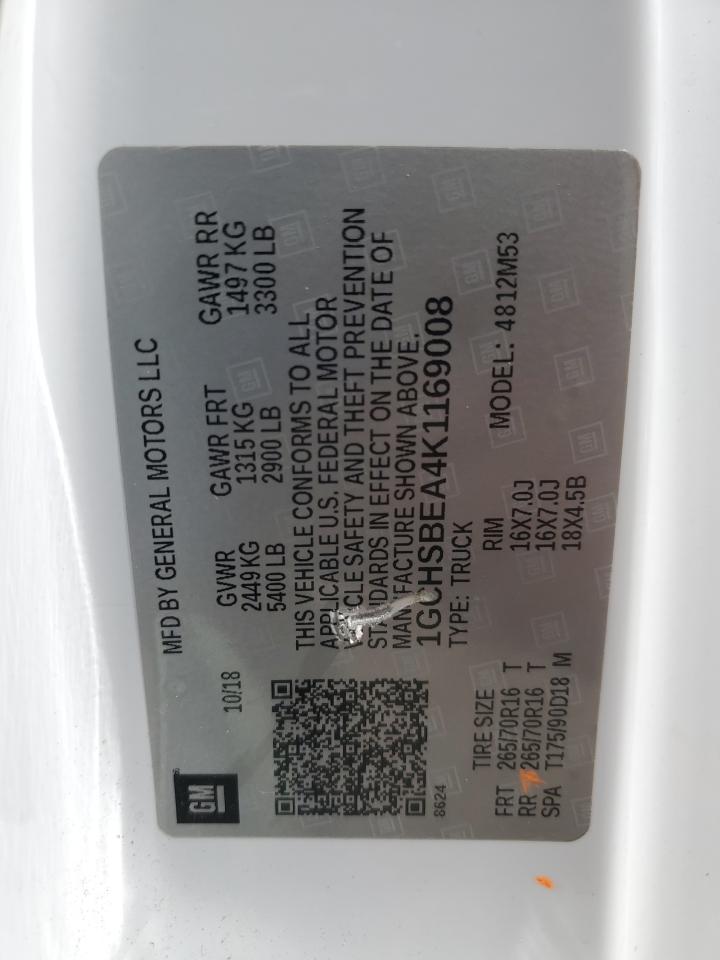 GM
MFD BY GENERAL MOTORS LLC
10/18
GVWR GAWR FRT GAWR RR
2449 KG 1315 KG 1497 KG
5400 LB 2900 LB 3300 LB
THIS VEHICLE CONFORMS TO ALL
APPLICABLE U.S. FEDERAL MOTOR
CLE SAFETY AND THEFT PREVENTION
STANDARDS IN EFFECT ON THE DATE OF
MANUFACTURE SHOWN ABOVE.
1GCHSBEA4K1169008
8624
TYPE: TRUCK
TIRE SIZE RIM MODEL: 4812M53
FRT 265/70R16 T 16X7.0J
RR 265/70R16 T 16X7.0J
SPA T175/90D18 M 18X4.5B